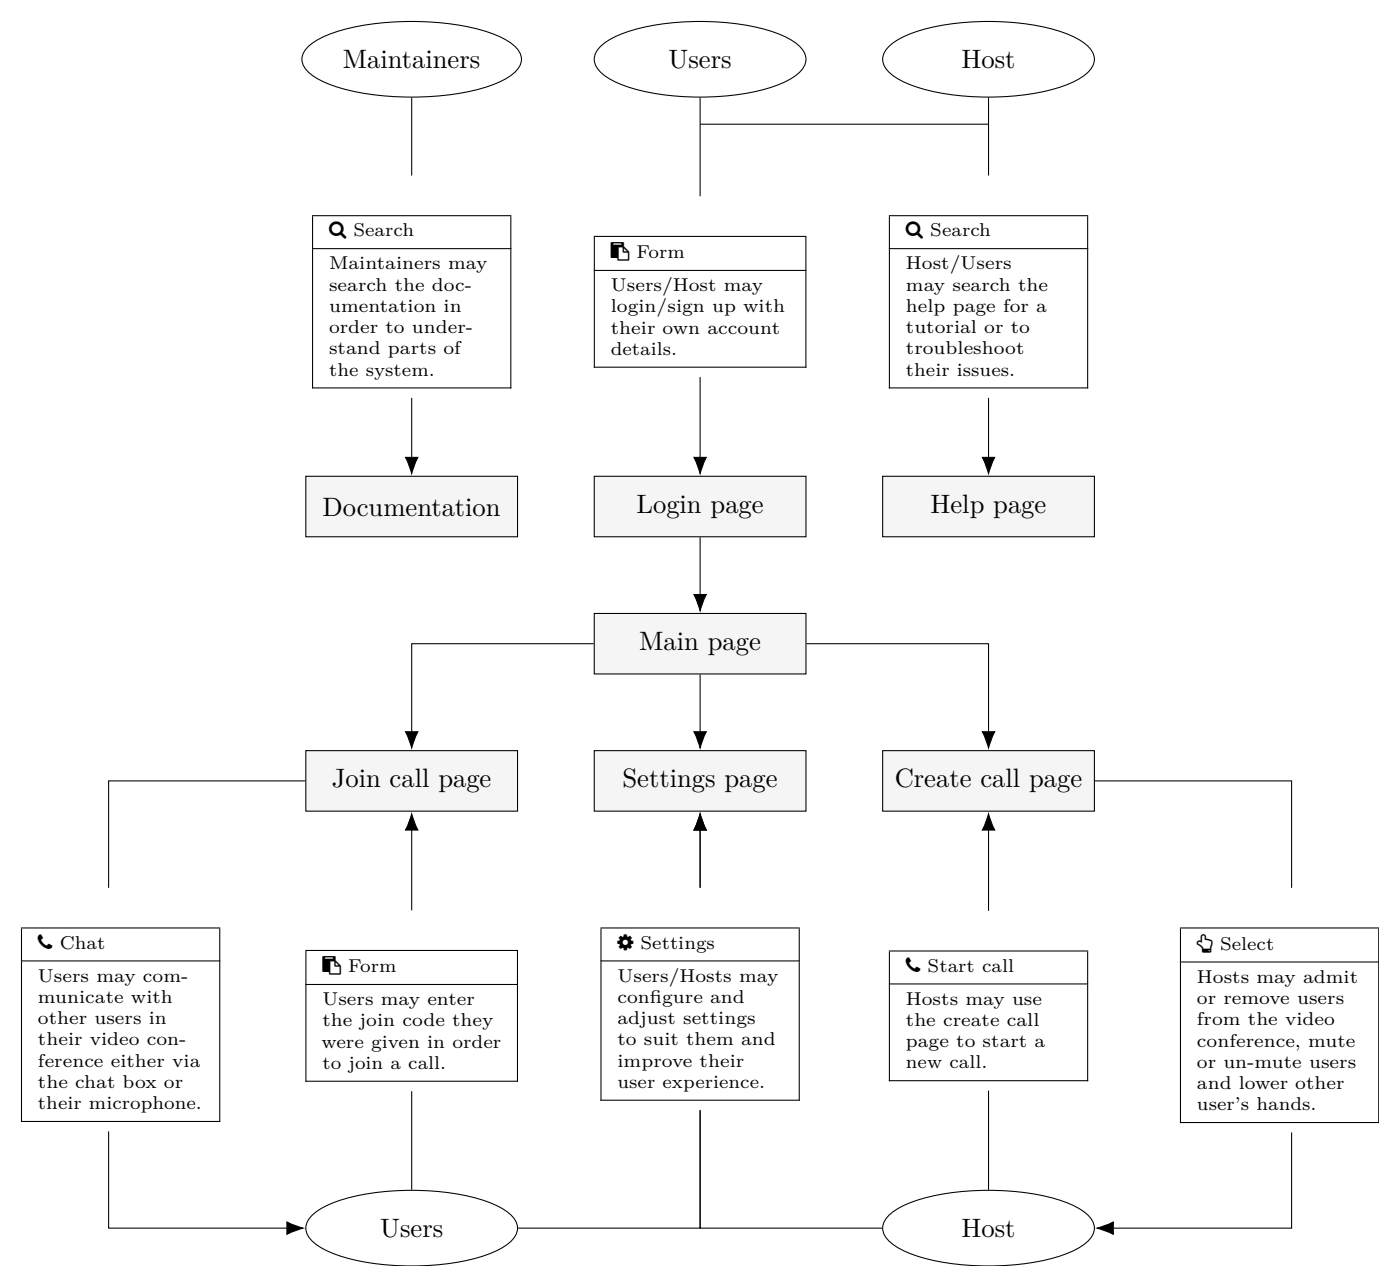 Maintainers
Users
Host
Search
Maintainers may
search the doc-
umentation in
order to under-
stand parts of
the system.
Form
Users/Host may
login/sign up with
their own account
details.
Search
Host/Users
may search the
help page for a
tutorial or to
troubleshoot
their issues.
Documentation
Login page
Help page
Main page
Join call page
Settings page
Create call page
Chat
Users may com-
municate with
other users in
their video con-
ference either via
the chat box or
their microphone.
Form
Users may enter
the join code they
were given in order
to join a call.
Settings
Users/Hosts may
configure and
adjust settings
to suit them and
improve their
user experience.
Start call
Hosts may use
the create call
page to start a
new call.
Select
Hosts may admit
or remove users
from the video
conference, mute
or un-mute users
and lower other
user's hands.
Users
Host